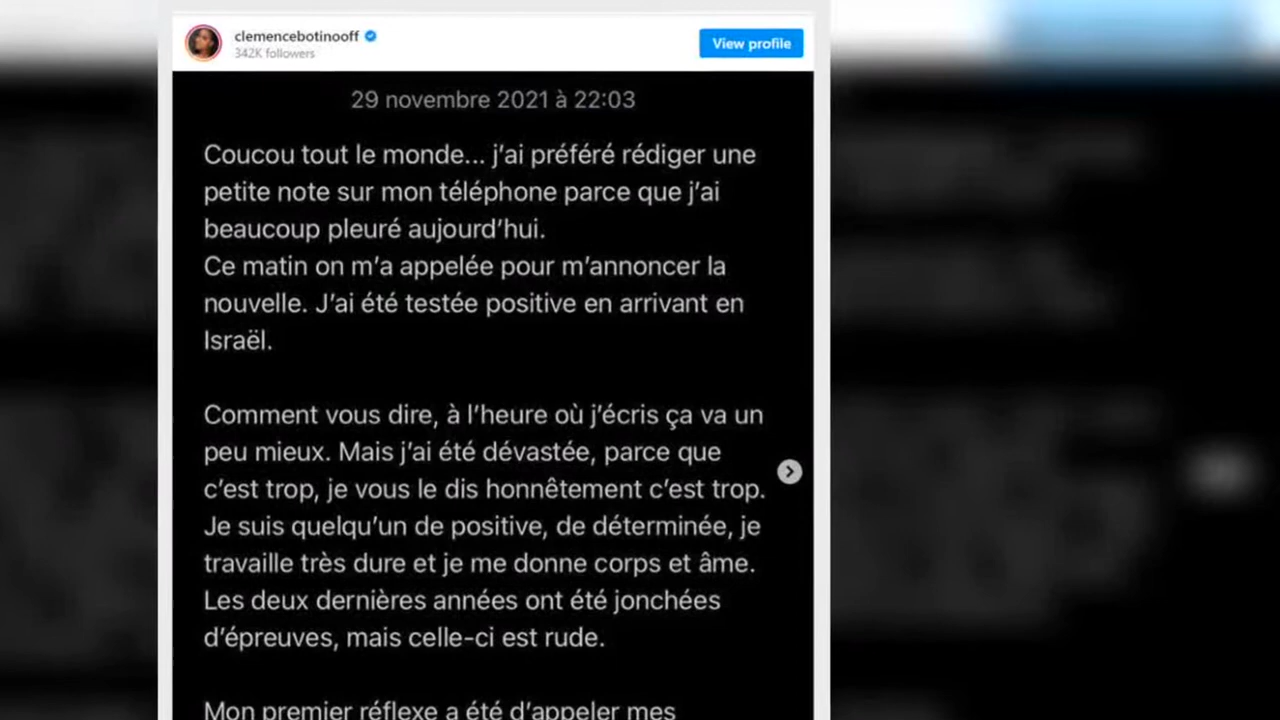 clemencebotinooff
342K followers
View profile
29 novembre 2021 à 22:03
Coucou tout le monde... j'ai préféré rédiger une
petite note sur mon téléphone parce que j'ai
beaucoup pleuré aujourd'hui.
Ce matin on m'a appelée pour m'annoncer la
nouvelle. J'ai été testée positive en arrivant en
Israël.
Comment vous dire, à l'heure où j'écris ça va un
peu mieux. Mais j'ai été dévastée, parce que
c'est trop, je vous le dis honnêtement c'est trop.
Je suis quelqu'un de positive, de déterminée, je
travaille très dure et je me donne corps et âme.
Les deux dernières années ont été jonchées
d'épreuves, mais celle-ci est rude.
Mon premier réflexe a été d'appeler mes